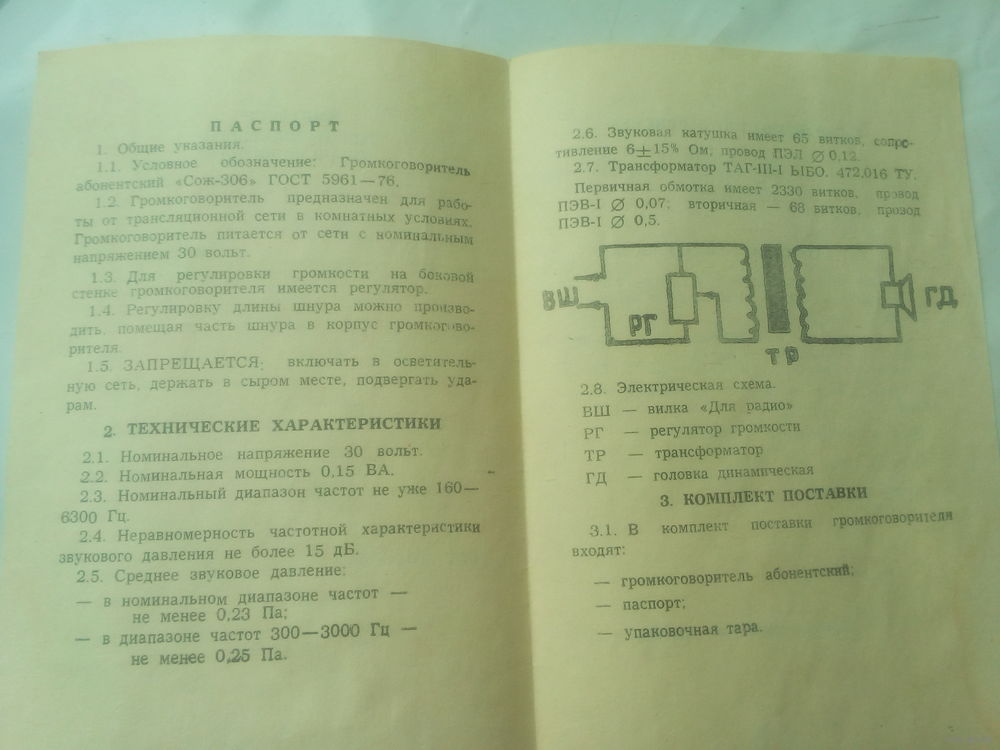 ПАСПОРТ
1. Общие указания.
1.1. Условное обозначение: Громкоговоритель
абонентский «Сож-306» ГОСТ 5961—76.
1.2. Громкоговоритель предназначен для рабо-
ты от трансляционной сети в комнатных условиях.
Громкоговоритель питается от сети с номинальным
напряжением 30 вольт.
1.3. Для регулировки громкости на боковой
стенке громкоговорителя имеется регулятор.
1.4. Регулировку длины шнура можно произво-
дить, помещая часть шнура в корпус громкогово-
рителя.
1.5. ЗАПРЕЩАЕТСЯ: включать в осветитель-
ную сеть, держать в сыром месте, подвергать уда-
рам.
2. ТЕХНИЧЕСКИЕ ХАРАКТЕРИСТИКИ
2.1. Номинальное напряжение 30 вольт.
2.2. Номинальная мощность 0,15 ВА.
2.3. Номинальный диапазон частот не уже 160—
6300 Гц.
2.4. Неравномерность частотной характеристики
звукового давления не более 15 дБ.
2.5. Среднее звуковое давление:
— в номинальном диапазоне частот —
не менее 0,23 Па;
— в диапазоне частот 300—3000 Гц —
не менее 0,25 Па.
2.6. Звуковая катушка имеет 65 витков, сопро-
тивление 6±15% Ом, провод ПЭЛ ∅ 0,12.
2.7. Трансформатор ТАГ-III-I ЫБО. 472.016 ТУ.
Первичная обмотка имеет 2330 витков, провод
ПЭВ-I ∅ 0,07; вторичная — 68 витков, провод
ПЭВ-I ∅ 0,5.
ВШ
РГ
ТР
ГД
2.8. Электрическая схема.
ВШ — вилка «Для радио»
РГ — регулятор громкости
ТР — трансформатор
ГД — головка динамическая
3. КОМПЛЕКТ ПОСТАВКИ
3.1. В комплект поставки громкоговорителя
входят:
— громкоговоритель абонентский;
— паспорт;
— упаковочная тара.